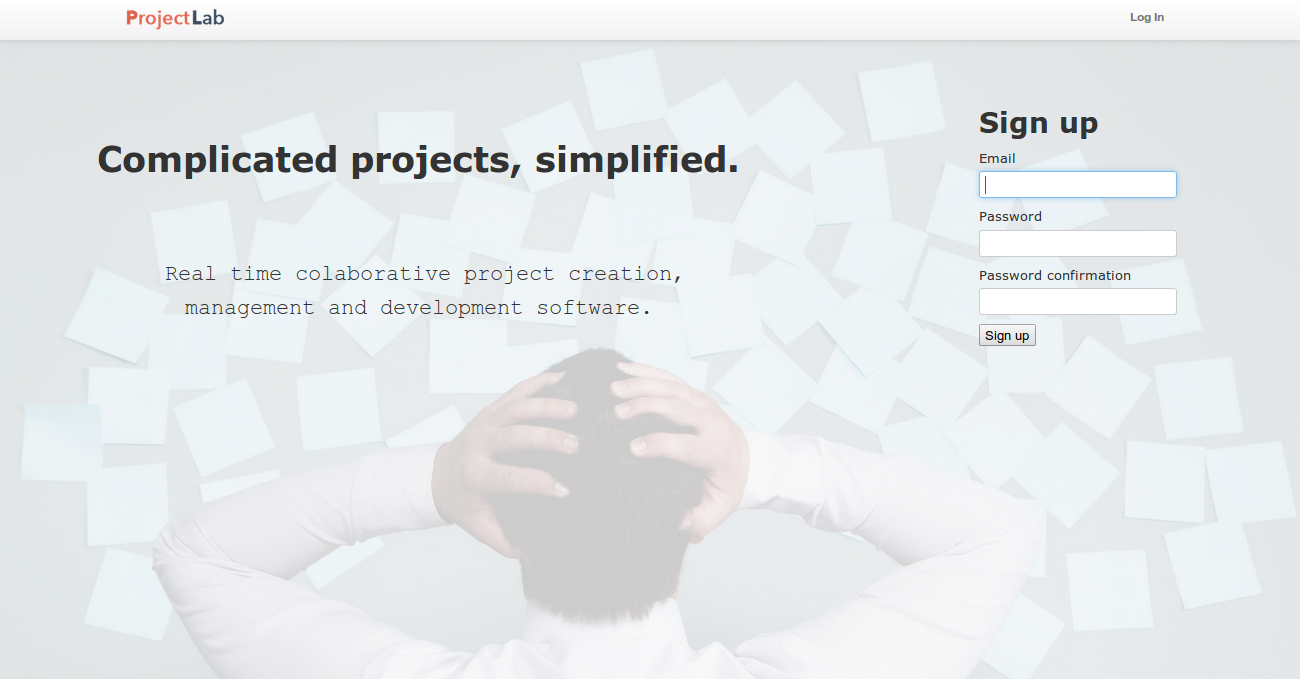 ProjectLab
Log In
Complicated projects, simplified.
Real time colaborative project creation,
management and development software.
Sign up
Email
Password
Password confirmation
Sign up